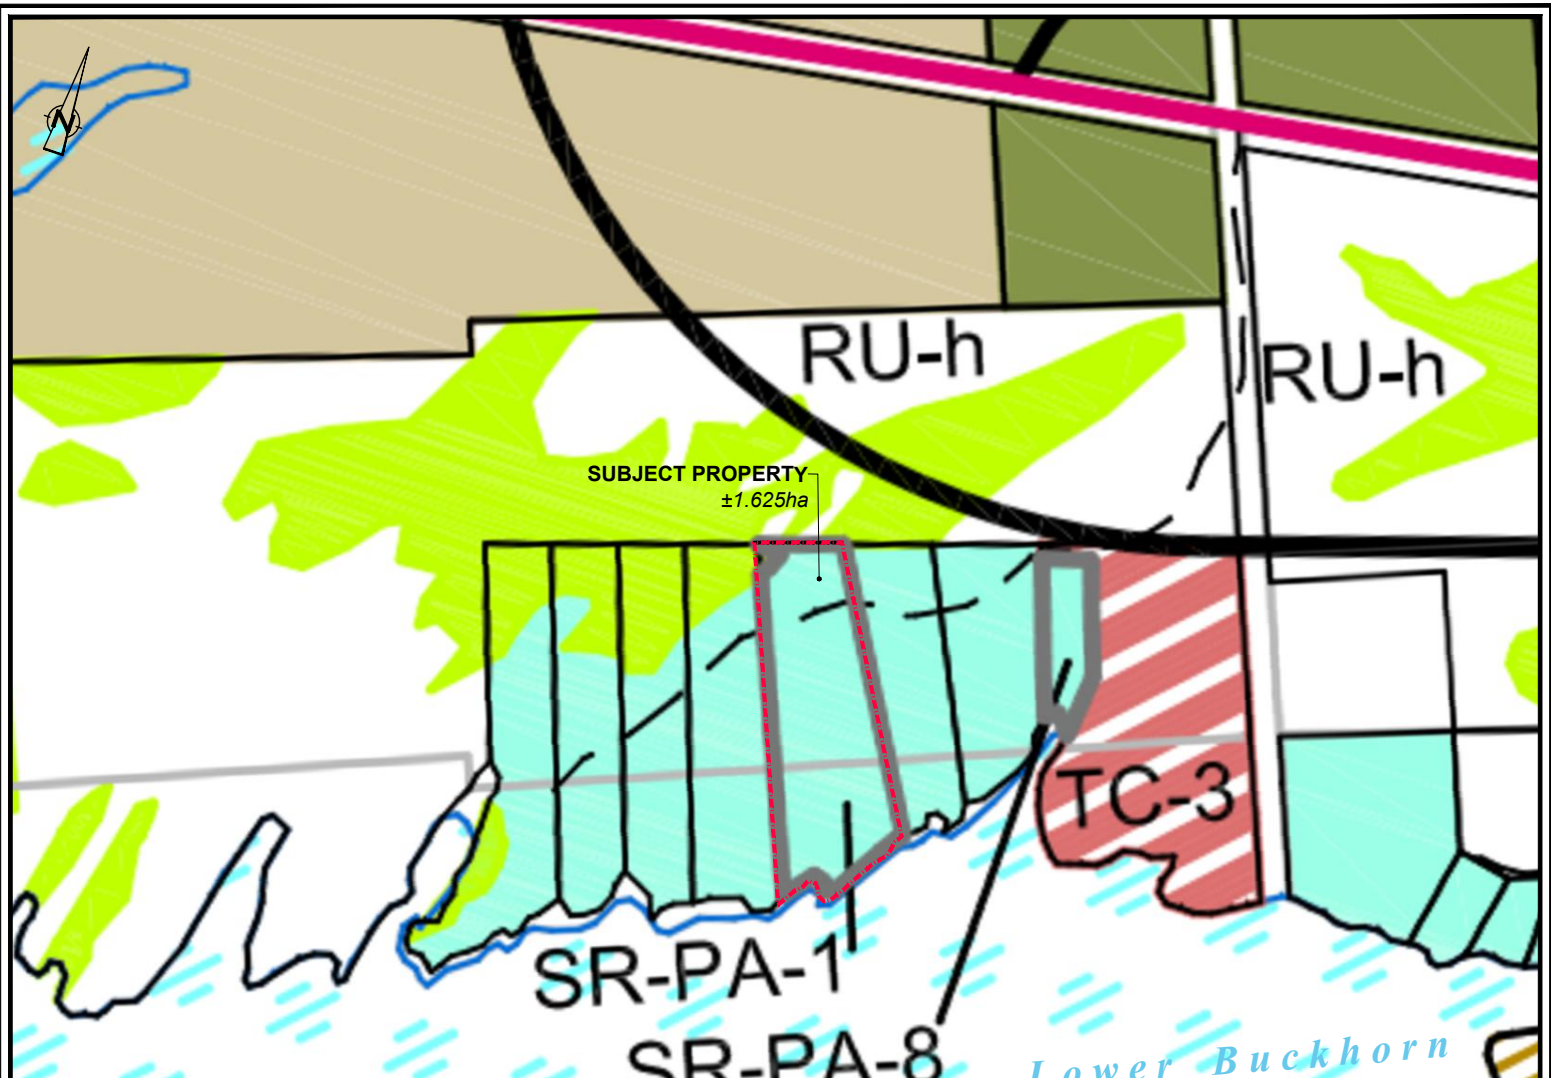 N
RU-h
RU-h
SUBJECT PROPERTY
±1.625ha
TC-3
SR-PA-1
SR-PA-8
Lower Buckhorn